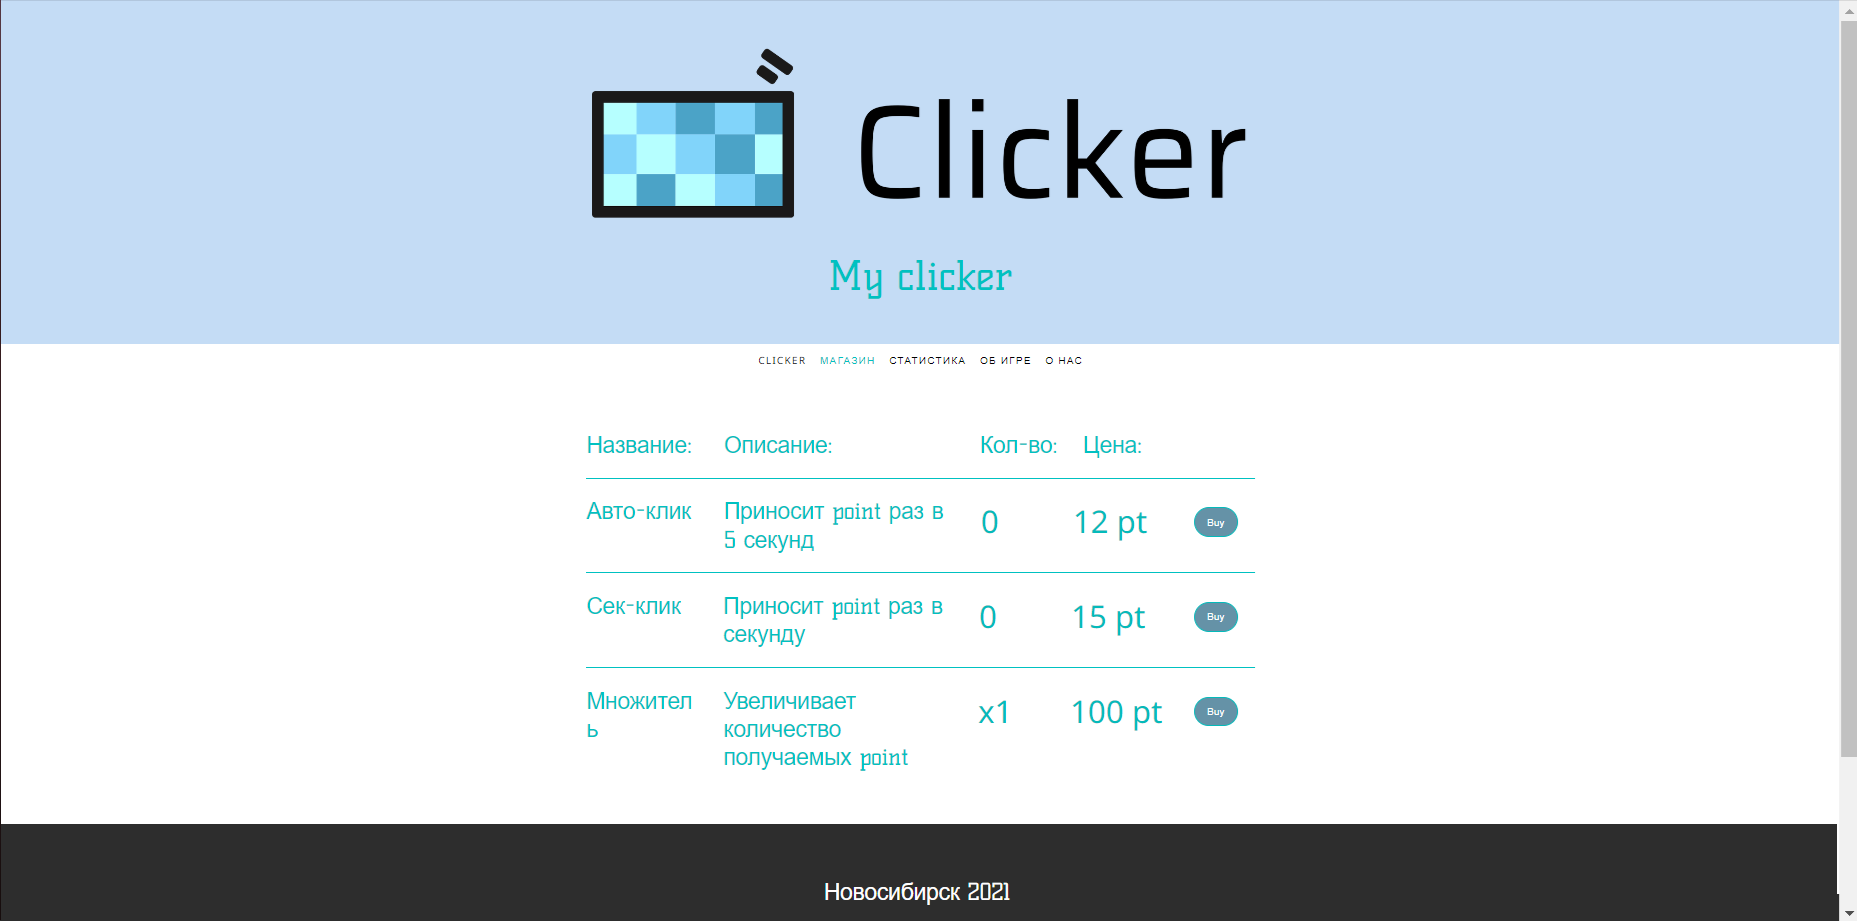 Clicker
My clicker
CLICKER МАГАЗИН СТАТИСТИКА ОБ ИГРЕ О НАС
Название: Описание: Кол-во: Цена:
Авто-клик Приносит point раз в
5 секунд
0 12 pt Buy
Сек-клик Приносит point раз в
секунду
0 15 pt Buy
Множител
ь
Увеличивает
количество
получаемых point
x1 100 pt Buy
Новосибирск 2021